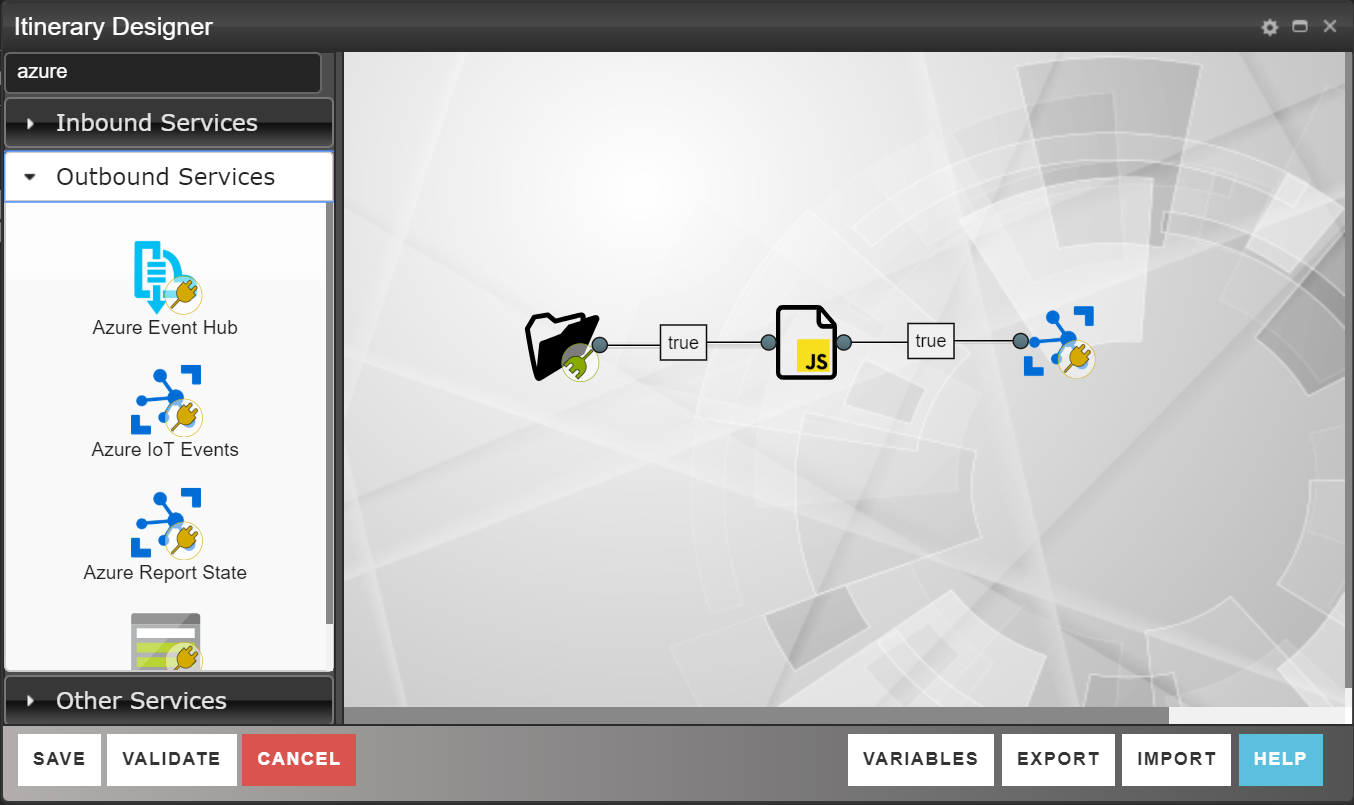 Itinerary Designer
azure
Inbound Services
Outbound Services
Azure Event Hub
Azure IoT Events
Azure Report State
Other Services
true
JS
true
SAVE
VALIDATE
CANCEL
VARIABLES
EXPORT
IMPORT
HELP